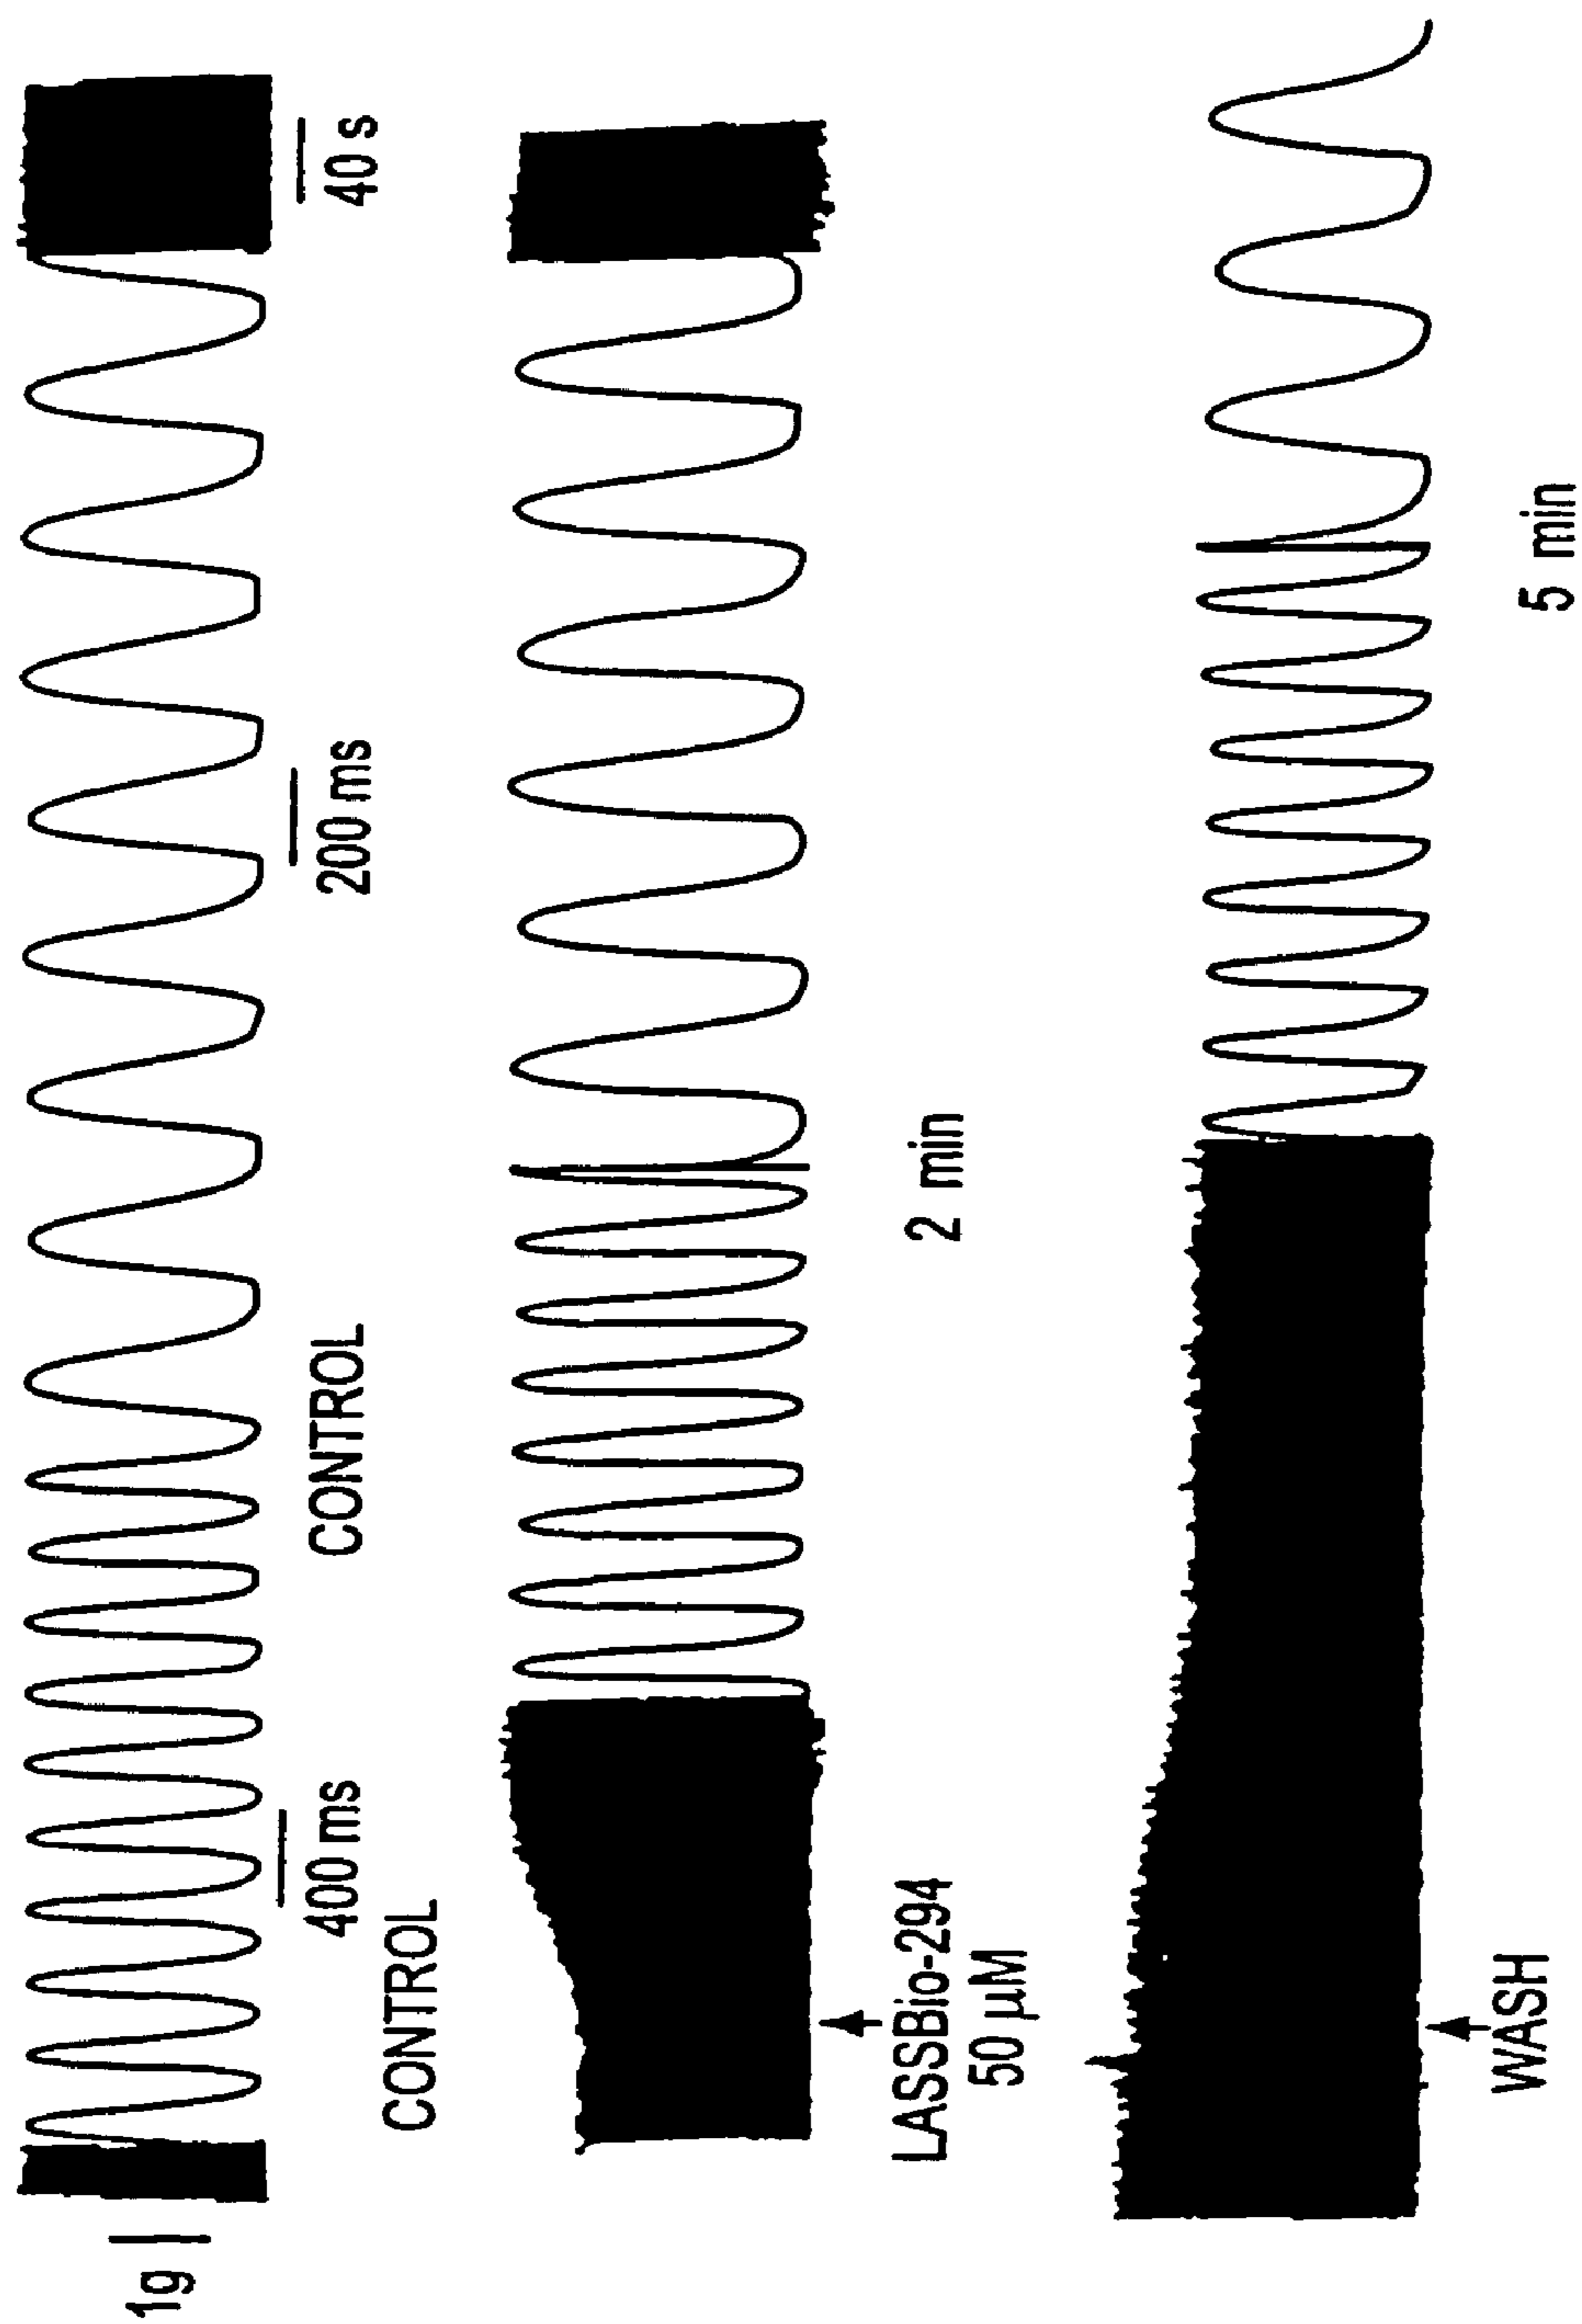 1g
400 ms
200 ms
40 s
CONTROL
CONTROL
LASSBio-294
50 µM
2 min
WASH
5 min